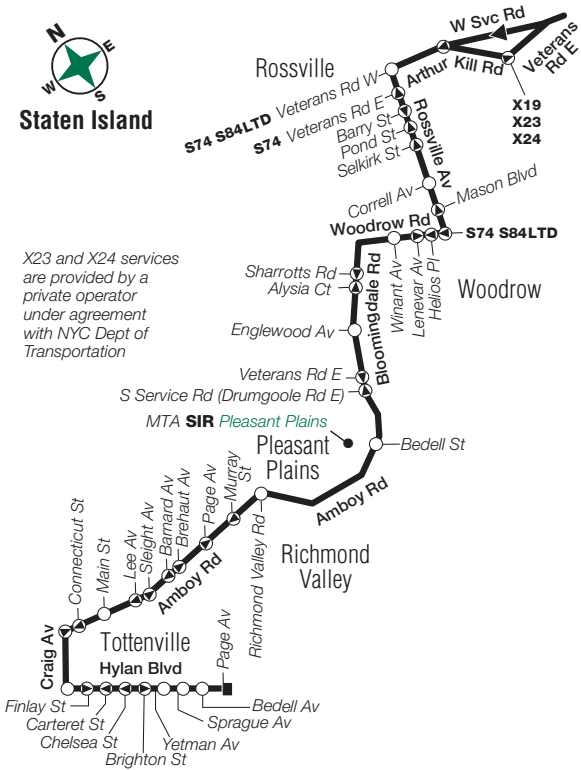 N
E
W
S
Staten Island
W Svc Rd
Veterans
Rd E
Arthur
Kill Rd
Rossville
X19
X23
X24
S74 S84LTD Veterans Rd W
S74 Veterans Rd E
Barry St
Pond St
Selkirk St
Rossville Av
Correll Av
Mason Blvd
Woodrow Rd
S74 S84LTD
X23 and X24 services
are provided by a
private operator
under agreement
with NYC Dept of
Transportation
Sharrotts Rd
Alysia Ct
Bloomingdale Rd
Winant Av
Lenevar Av
Helios Pl
Woodrow
Englewood Av
Veterans Rd E
S Service Rd (Drumgoole Rd E)
MTA SIR Pleasant Plains
Pleasant
Plains
Bedell St
Amboy Rd
Richmond
Valley
Richmond Valley Rd
Murray
St
Page Av
Brehaut Av
Barnard Av
Sleight Av
Lee Av
Main St
Connecticut St
Amboy Rd
Craig Av
Tottenville
Hylan Blvd
Page Av
Finlay St
Carteret St
Chelsea St
Brighton St
Yetman Av
Sprague Av
Bedell Av